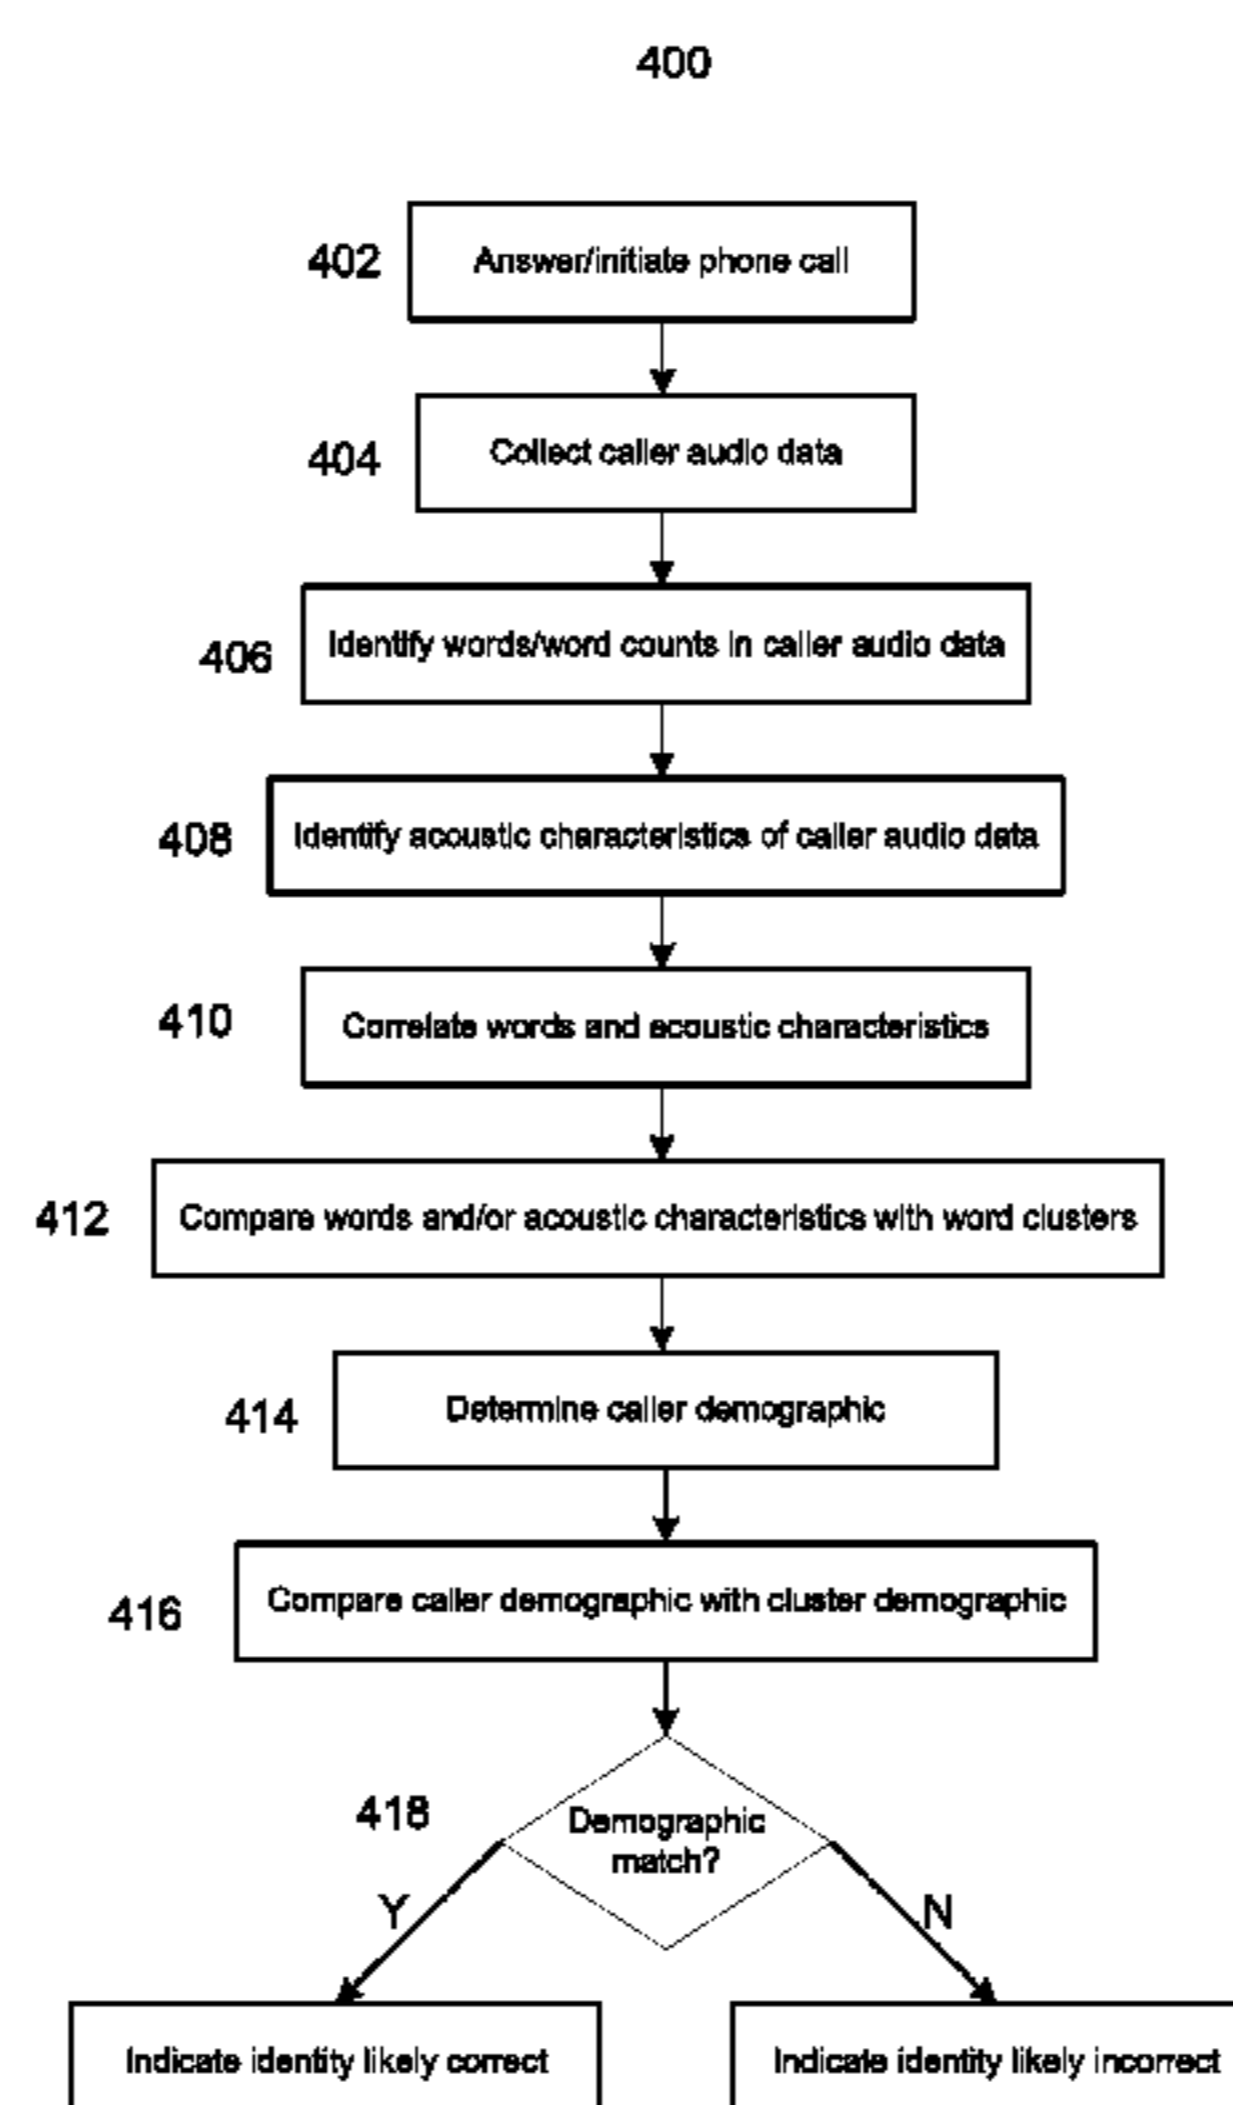 400
402 Answer/initiate phone call
404 Collect caller audio data
406 Identify words/word counts in caller audio data
408 Identify acoustic characteristics of caller audio data
410 Correlate words and acoustic characteristics
412 Compare words and/or acoustic characteristics with word clusters
414 Determine caller demographic
416 Compare caller demographic with cluster demographic
418 Demographic
match?
Y N
Indicate identity likely correct Indicate identity likely incorrect